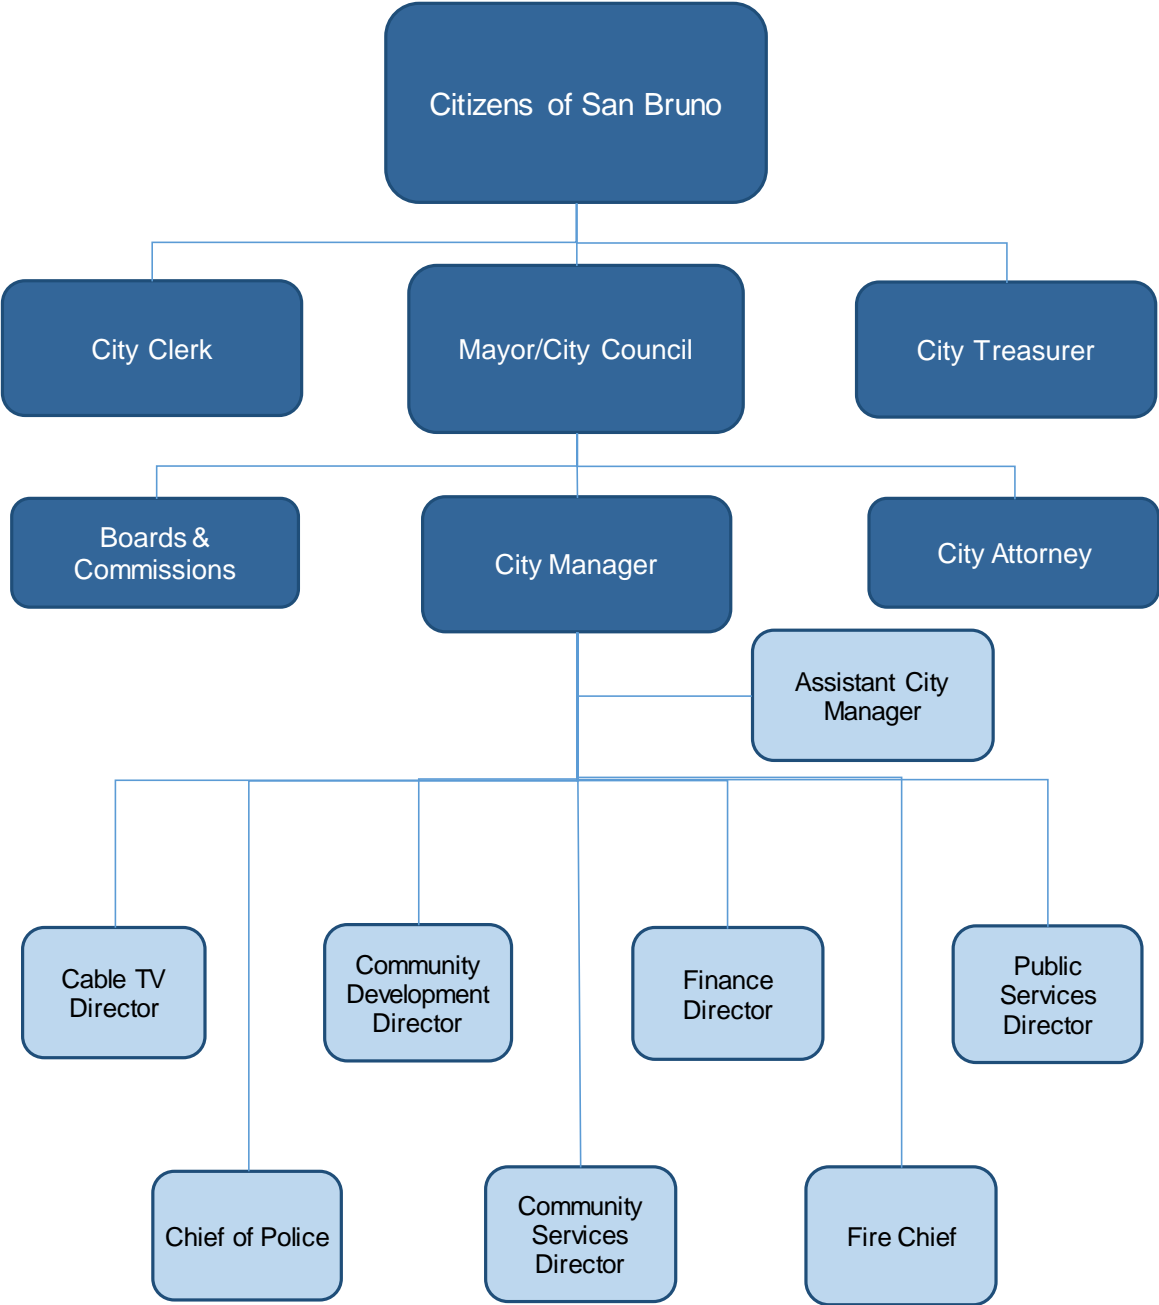 Citizens of San Bruno
City Clerk
Mayor/City Council
City Treasurer
Boards &
Commissions
City Manager
City Attorney
Assistant City
Manager
Cable TV
Director
Community
Development
Director
Finance
Director
Public
Services
Director
Chief of Police
Community
Services
Director
Fire Chief